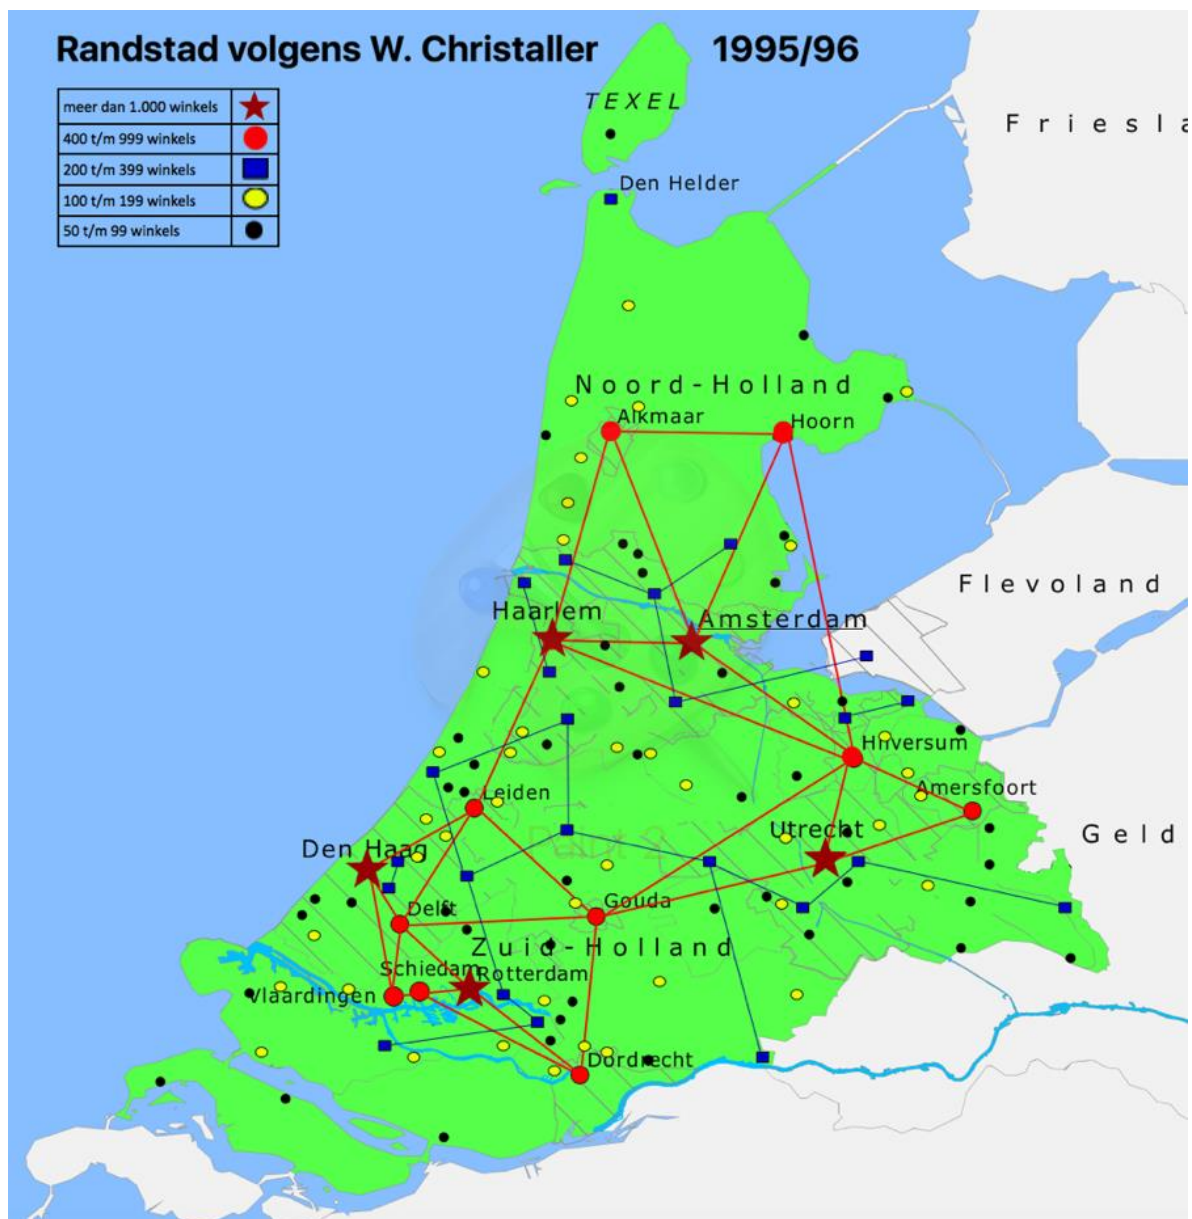 Randstad volgens W. Christaller 1995/96
meer dan 1.000 winkels
400 t/m 999 winkels
200 t/m 399 winkels
100 t/m 199 winkels
50 t/m 99 winkels
TEXEL
Friesla
Den Helder
Noord-Holland
Alkmaar
Hoorn
Flevoland
Haarlem
Amsterdam
Hilversum
Amersfoort
Leiden
Utrecht
Geld
Den Haag
Delft
Gouda
Zuid-Holland
Schiedam
Rotterdam
Vlaardingen
Dordrecht